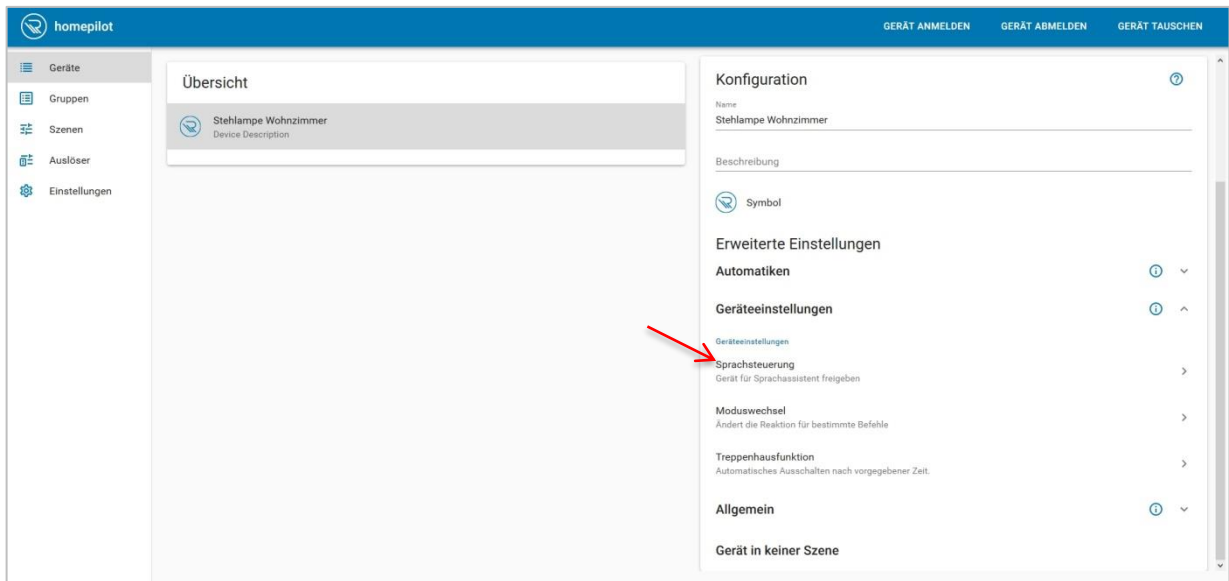 homepilot
GERÄT ANMELDEN
GERÄT ABMELDEN
GERÄT TAUSCHEN
Geräte
Gruppen
Szenen
Auslöser
Einstellungen
Übersicht
Stehlampe Wohnzimmer
Device Description
Konfiguration
Name
Stehlampe Wohnzimmer
Beschreibung
Symbol
Erweiterte Einstellungen
Automatiken
Geräteeinstellungen
Geräteeinstellungen
Sprachsteuerung
Gerät für Sprachassistent freigeben
Moduswechsel
Ändert die Reaktion für bestimmte Befehle
Treppenhausfunktion
Automatisches Ausschalten nach vorgegebener Zeit.
Allgemein
Gerät in keiner Szene